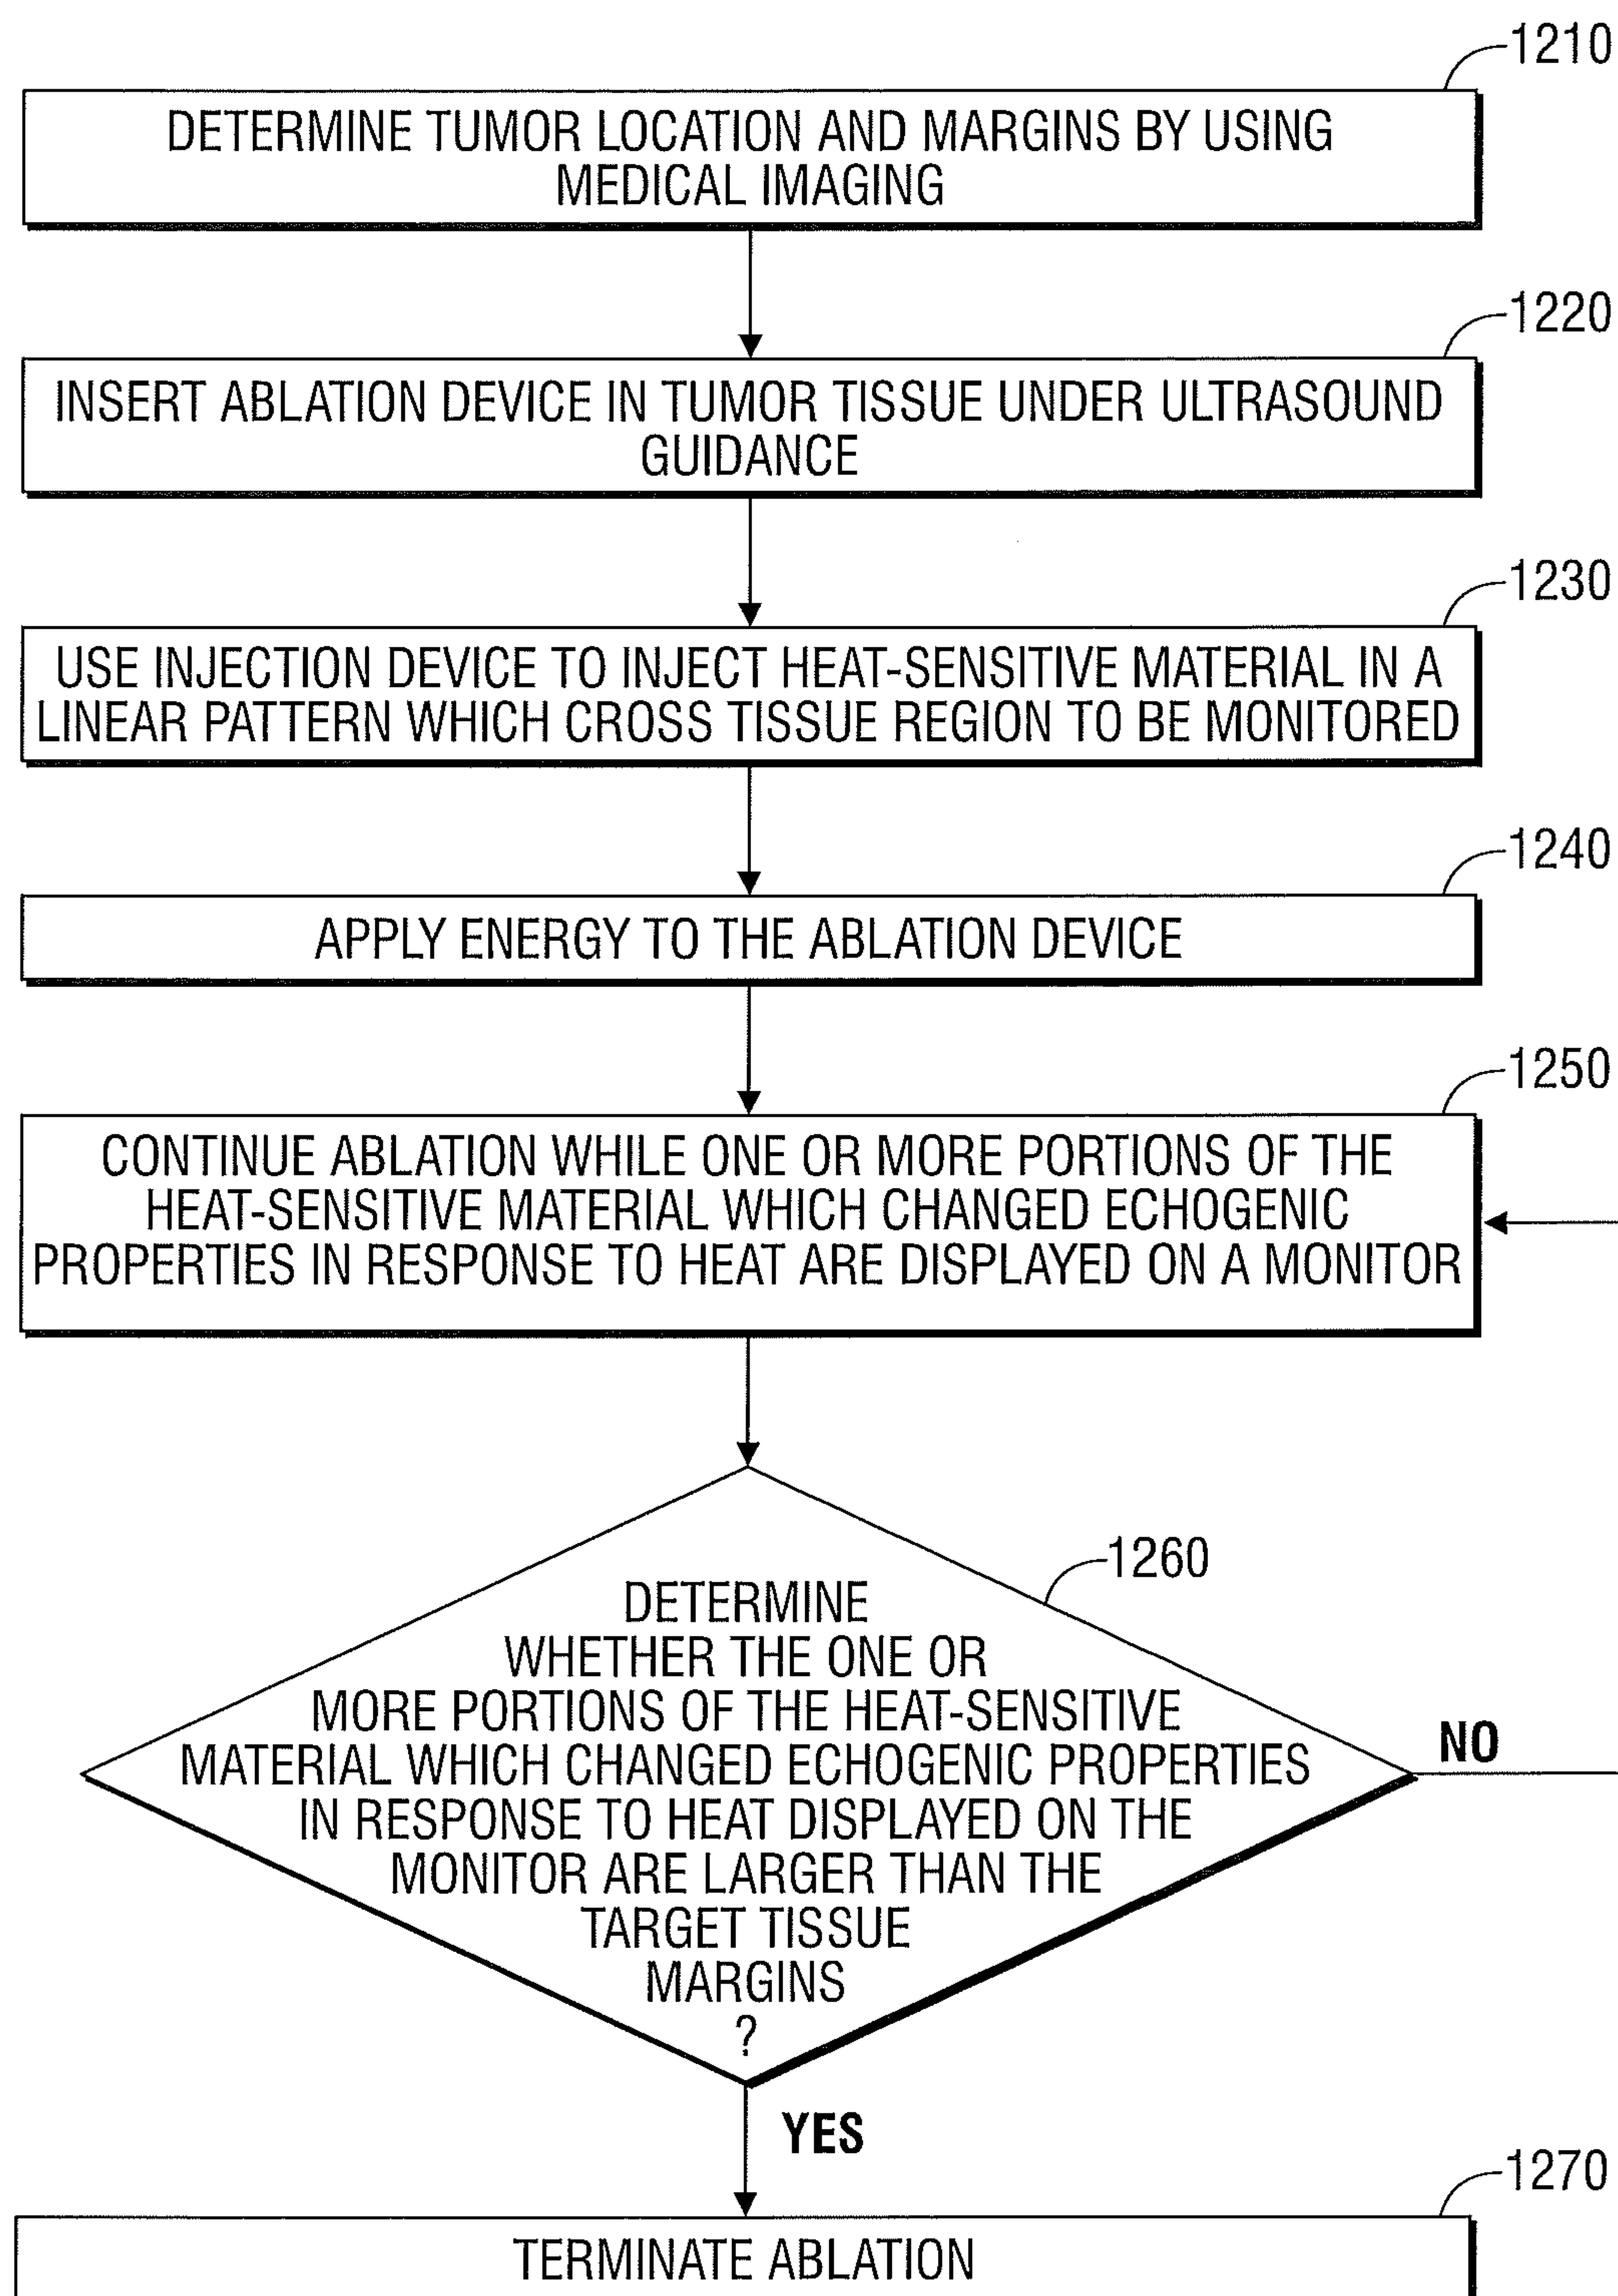 1210
DETERMINE TUMOR LOCATION AND MARGINS BY USING
MEDICAL IMAGING
1220
INSERT ABLATION DEVICE IN TUMOR TISSUE UNDER ULTRASOUND
GUIDANCE
1230
USE INJECTION DEVICE TO INJECT HEAT-SENSITIVE MATERIAL IN A
LINEAR PATTERN WHICH CROSS TISSUE REGION TO BE MONITORED
1240
APPLY ENERGY TO THE ABLATION DEVICE
1250
CONTINUE ABLATION WHILE ONE OR MORE PORTIONS OF THE
HEAT-SENSITIVE MATERIAL WHICH CHANGED ECHOGENIC
PROPERTIES IN RESPONSE TO HEAT ARE DISPLAYED ON A MONITOR
1260
DETERMINE
WHETHER THE ONE OR
MORE PORTIONS OF THE HEAT-SENSITIVE
MATERIAL WHICH CHANGED ECHOGENIC PROPERTIES
IN RESPONSE TO HEAT DISPLAYED ON THE
MONITOR ARE LARGER THAN THE
TARGET TISSUE
MARGINS
?
NO
YES
1270
TERMINATE ABLATION